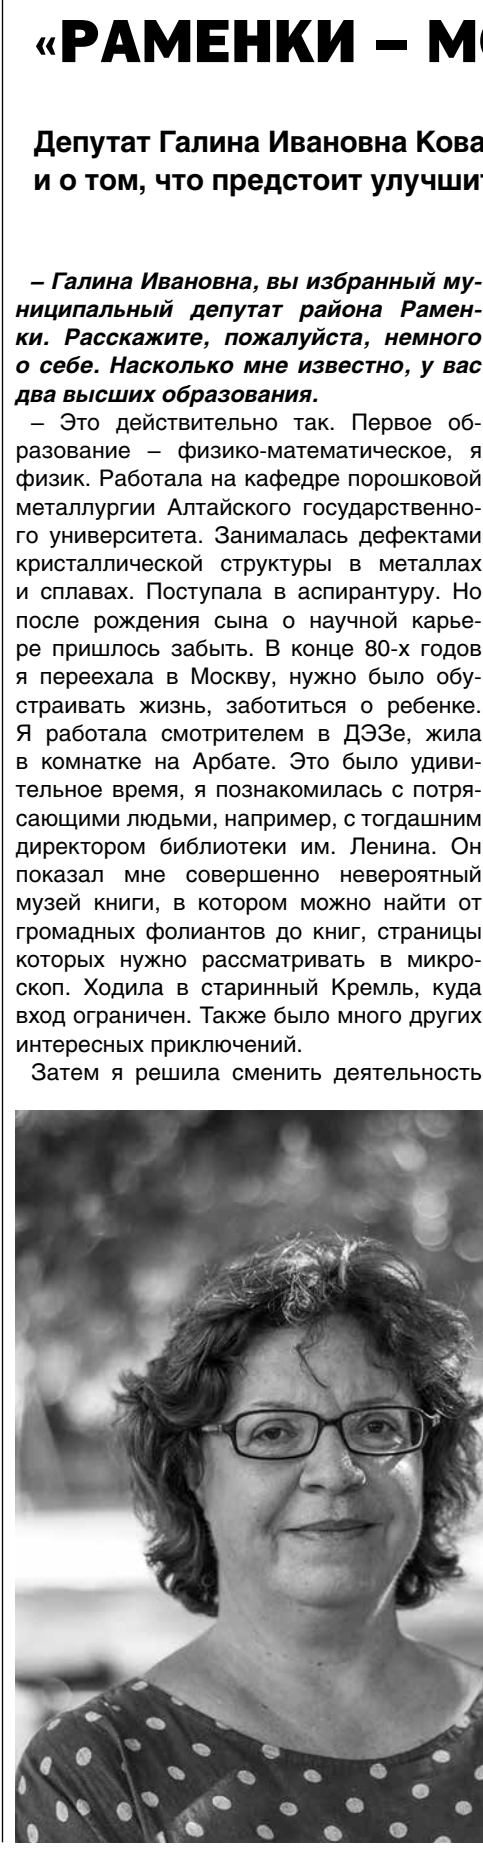 «РАМЕНКИ – М
Депутат Галина Ивановна Кова
и о том, что предстоит улучши
– Галина Ивановна, вы избранный му-
ниципальный депутат района Рамен-
ки. Расскажите, пожалуйста, немного
о себе. Насколько мне известно, у вас
два высших образования.
– Это действительно так. Первое об-
разование – физико-математическое, я
физик. Работала на кафедре порошковой
металлургии Алтайского государственно-
го университета. Занималась дефектами
кристаллической структуры в металлах
и сплавах. Поступала в аспирантуру. Но
после рождения сына о научной карье-
ре пришлось забыть. В конце 80-х годов
я переехала в Москву, нужно было обу-
страивать жизнь, заботиться о ребенке.
Я работала смотрителем в ДЭЗе, жила
в комнатке на Арбате. Это было удиви-
тельное время, я познакомилась с потря-
сающими людьми, например, с тогдашним
директором библиотеки им. Ленина. Он
показал мне совершенно невероятный
музей книги, в котором можно найти от
громадных фолиантов до книг, страницы
которых нужно рассматривать в микро-
скоп. Ходила в старинный Кремль, куда
вход ограничен. Также было много других
интересных приключений.
Затем я решила сменить деятельность